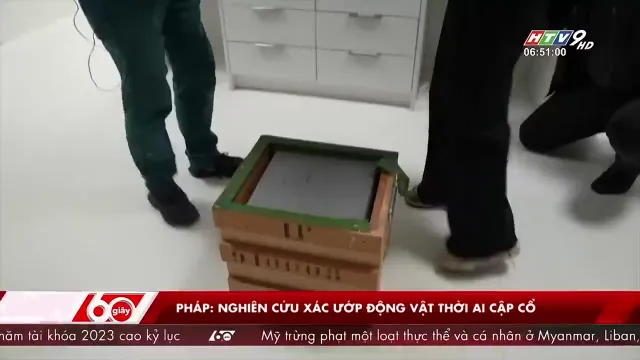 HTV9 HD
06:51:00
60 giây
PHÁP: NGHIÊN CỨU XÁC ƯỚP ĐỘNG VẬT THỜI AI CẬP CỔ
năm tài khóa 2023 cao kỷ lục 60 Mỹ trừng phạt một loạt thực thể và cá nhân ở Myanmar, Liban,